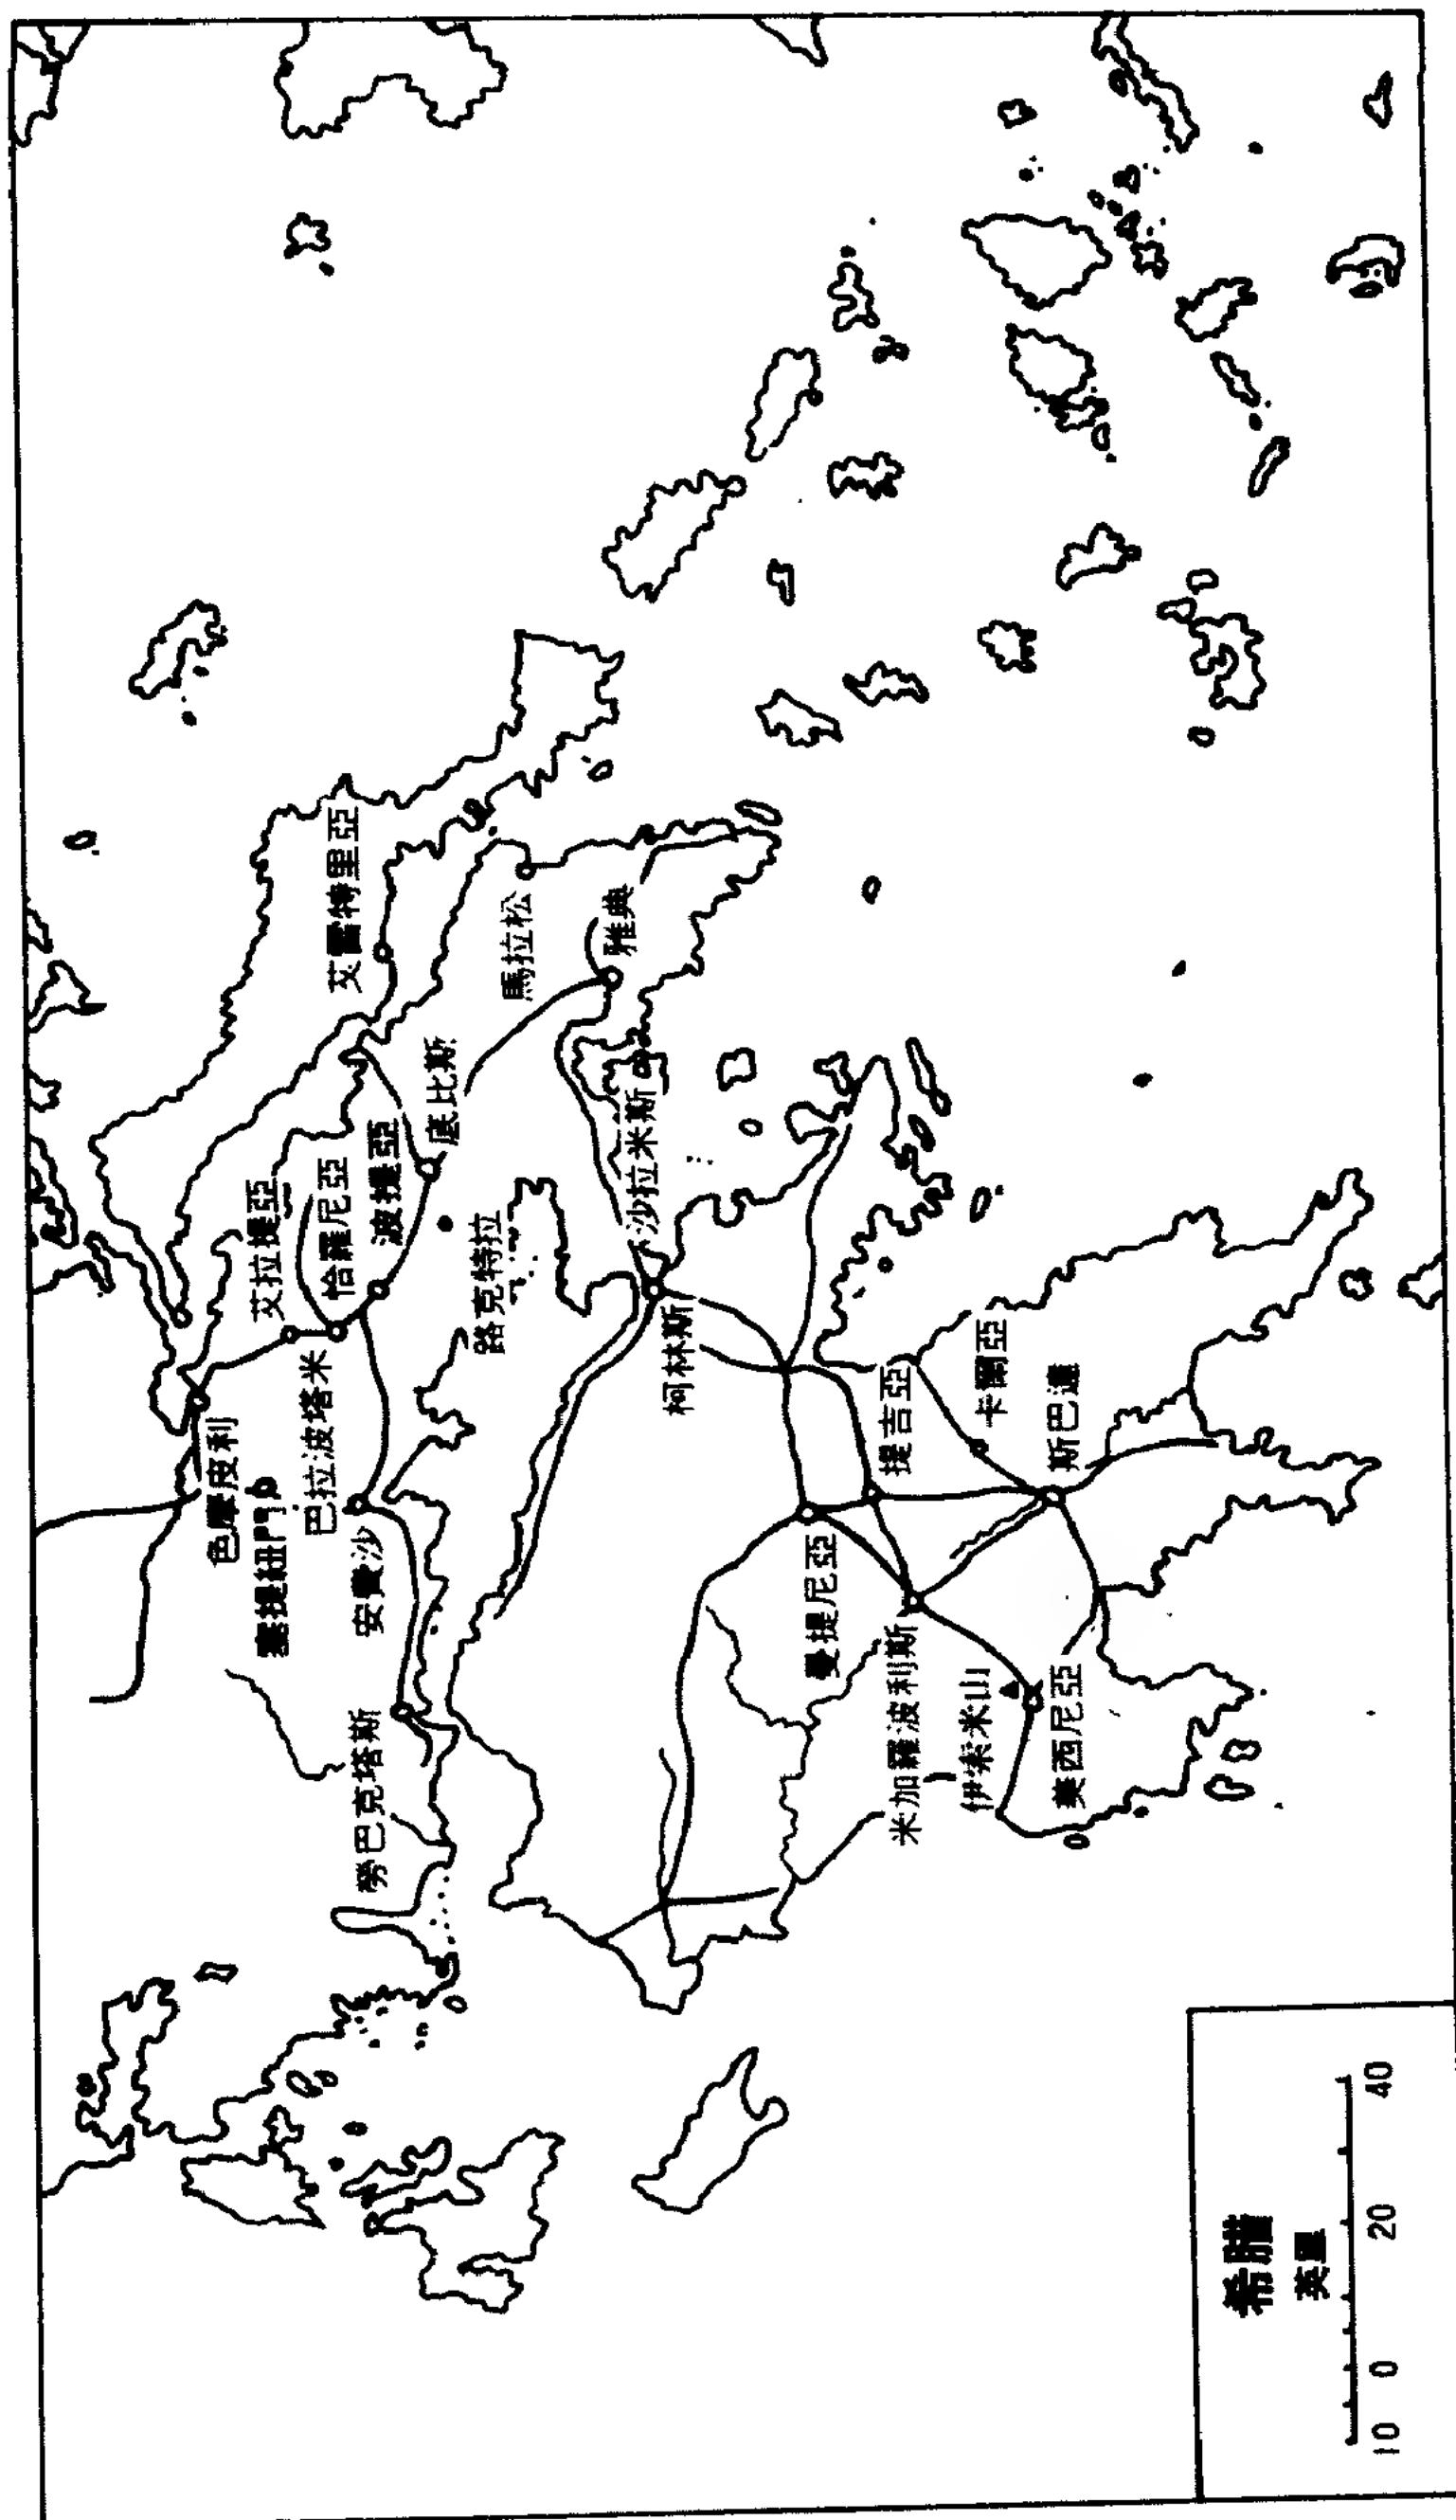 艾雷特里亞
馬拉松
雅典
底比斯
沙拉米斯
波提亞
恰羅尼亞
艾拉提亞
路克特拉
柯林斯
色摩庇利
塞提紐門
巴拉波塔米
安費沙
勞巴克塔斯
提吉亞
卡爾亞
斯巴達
曼提尼亞
米加羅波利斯
伊索米山
美西尼亞
希臘
英里
10 0 20 40